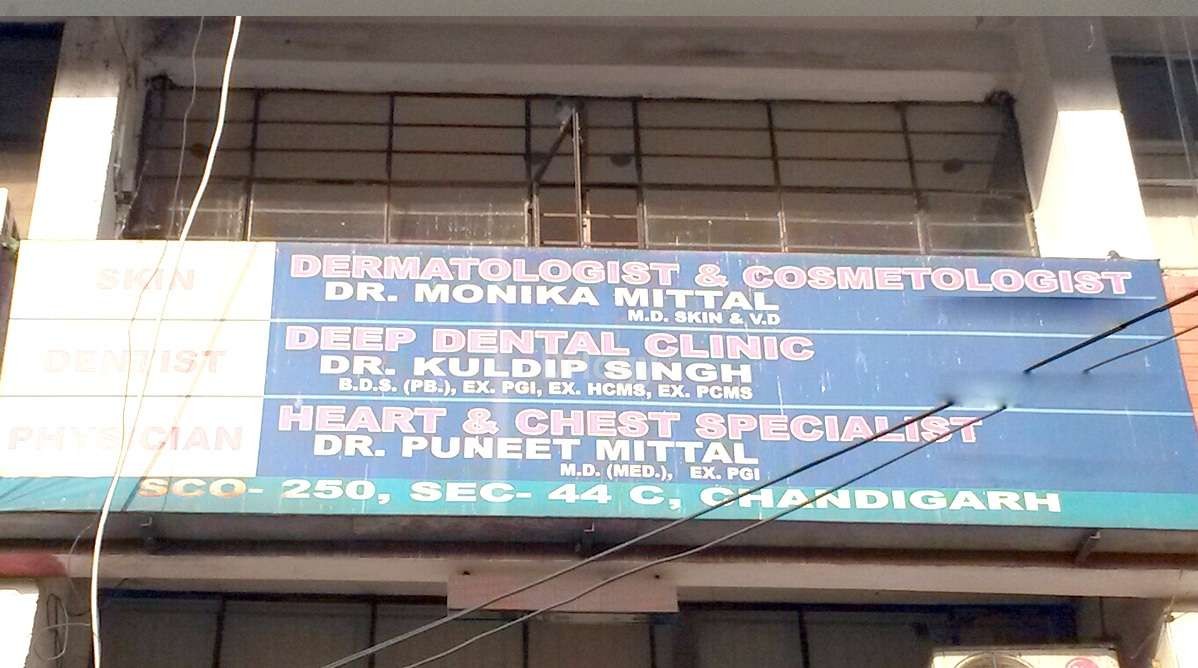 SKIN
DERMATOLOGIST & COSMETOLOGIST
DR. MONIKA MITTAL
M.D. SKIN & V.D
DENTIST
DEEP DENTAL CLINIC
DR. KULDIP SINGH
B.D.S. (PB.), EX. PGI, EX. HCMS, EX. PCMS
PHYSICIAN
HEART & CHEST SPECIALIST
DR. PUNEET MITTAL
M.D. (MED.), EX. PGI
SCO- 250, SEC- 44 C, CHANDIGARH